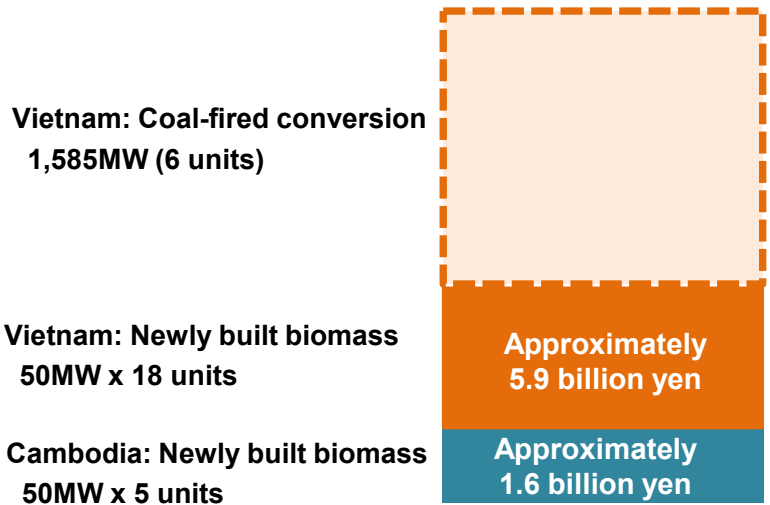 Vietnam: Coal-fired conversion
1,585MW (6 units)
Vietnam: Newly built biomass
50MW x 18 units
Approximately
5.9 billion yen
Cambodia: Newly built biomass
50MW x 5 units
Approximately
1.6 billion yen